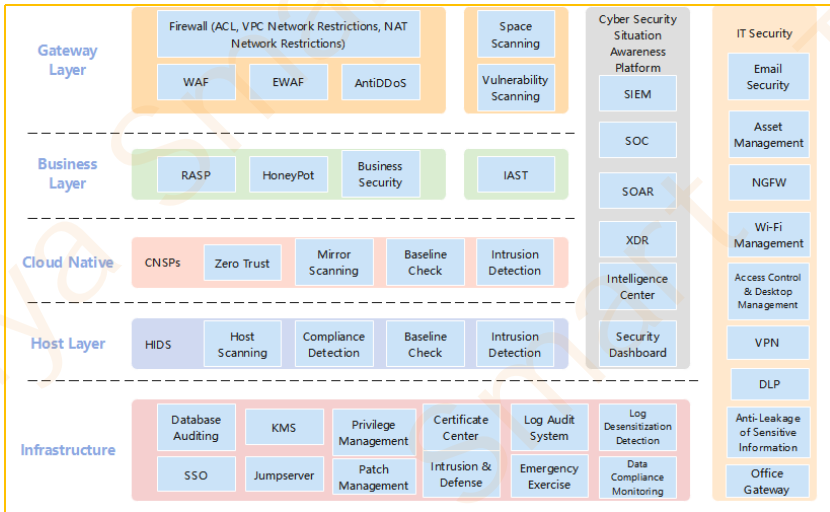 Gateway
Layer
Firewall (ACL, VPC Network Restrictions, NAT
Network Restrictions)
WAF
EWAF
AntiDDoS
Space
Scanning
Vulnerability
Scanning
Business
Layer
RASP
HoneyPot
Business
Security
IAST
Cloud Native
CNSPs
Zero Trust
Mirror
Scanning
Baseline
Check
Intrusion
Detection
Host Layer
HIDS
Host
Scanning
Compliance
Detection
Baseline
Check
Intrusion
Detection
Infrastructure
Database
Auditing
KMS
Privilege
Management
Certificate
Center
Log Audit
System
Log
Desensitization
Detection
SSO
Jumpserver
Patch
Management
Intrusion &
Defense
Emergency
Exercise
Data
Compliance
Monitoring
Cyber Security
Situation
Awareness
Platform
SIEM
SOC
SOAR
XDR
Intelligence
Center
Security
Dashboard
IT Security
Email
Security
Asset
Management
NGFW
Wi-Fi
Management
Access Control
& Desktop
Management
VPN
DLP
Anti-Leakage
of Sensitive
Information
Office
Gateway